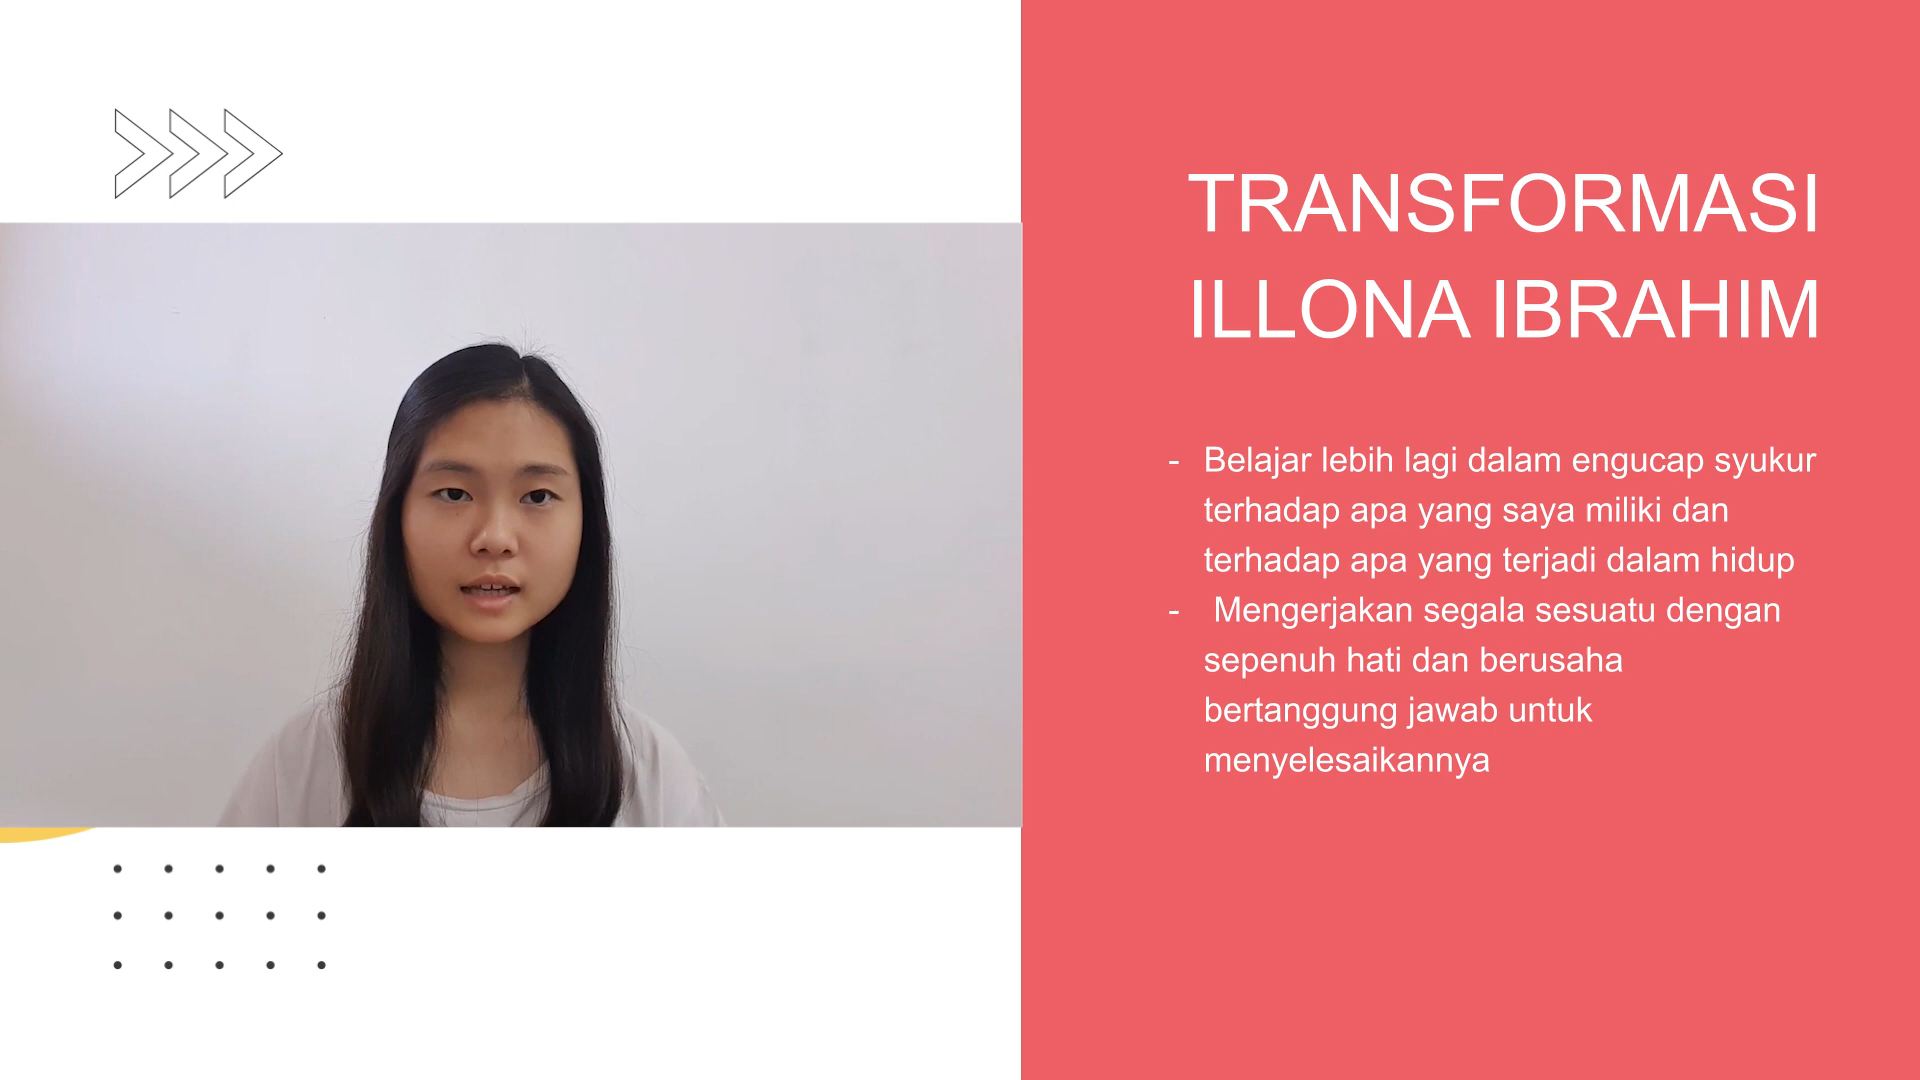 TRANSFORMASI
ILLONA IBRAHIM
- Belajar lebih lagi dalam engucap syukur
terhadap apa yang saya miliki dan
terhadap apa yang terjadi dalam hidup
- Mengerjakan segala sesuatu dengan
sepenuh hati dan berusaha
bertanggung jawab untuk
menyelesaikannya